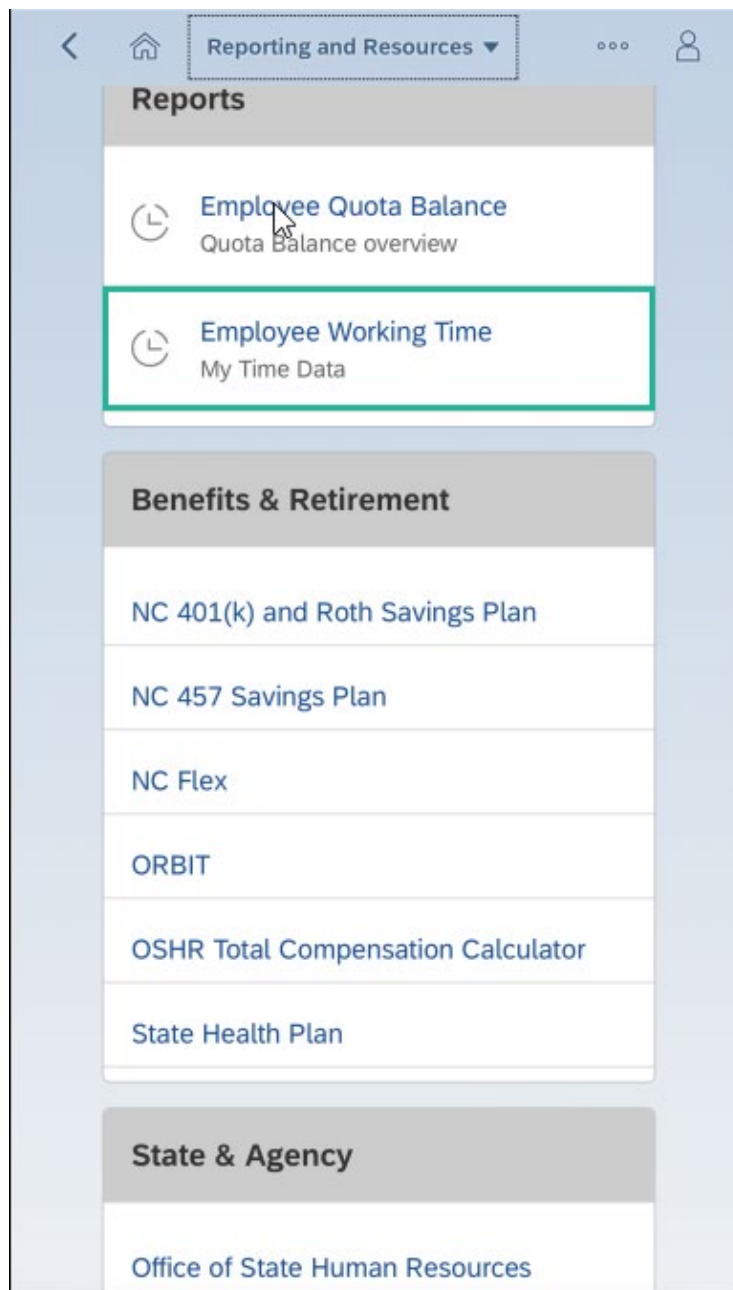 Reporting and Resources ▼
Reports
Employee Quota Balance
Quota Balance overview
Employee Working Time
My Time Data
Benefits & Retirement
NC 401(k) and Roth Savings Plan
NC 457 Savings Plan
NC Flex
ORBIT
OSHR Total Compensation Calculator
State Health Plan
State & Agency
Office of State Human Resources